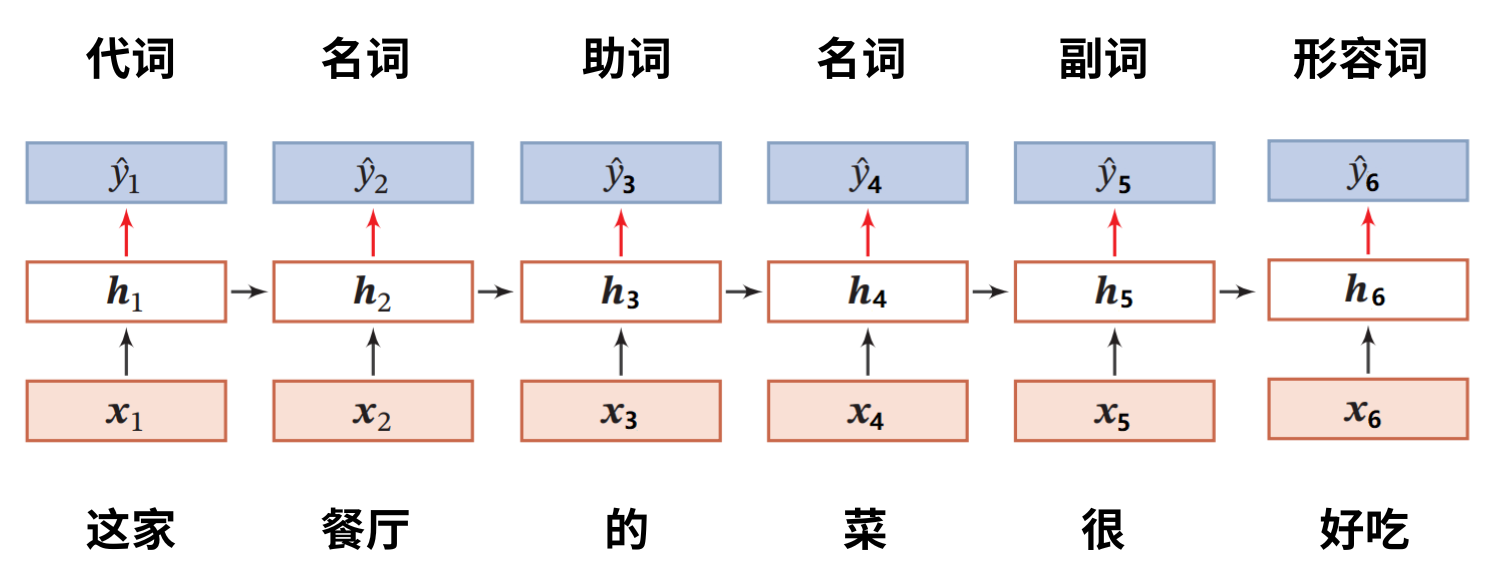 代词 名词 助词 名词 副词 形容词
ŷ1 ŷ2 ŷ3 ŷ4 ŷ5 ŷ6
h1 h2 h3 h4 h5 h6
x1 x2 x3 x4 x5 x6
这家 餐厅 的 菜 很 好吃